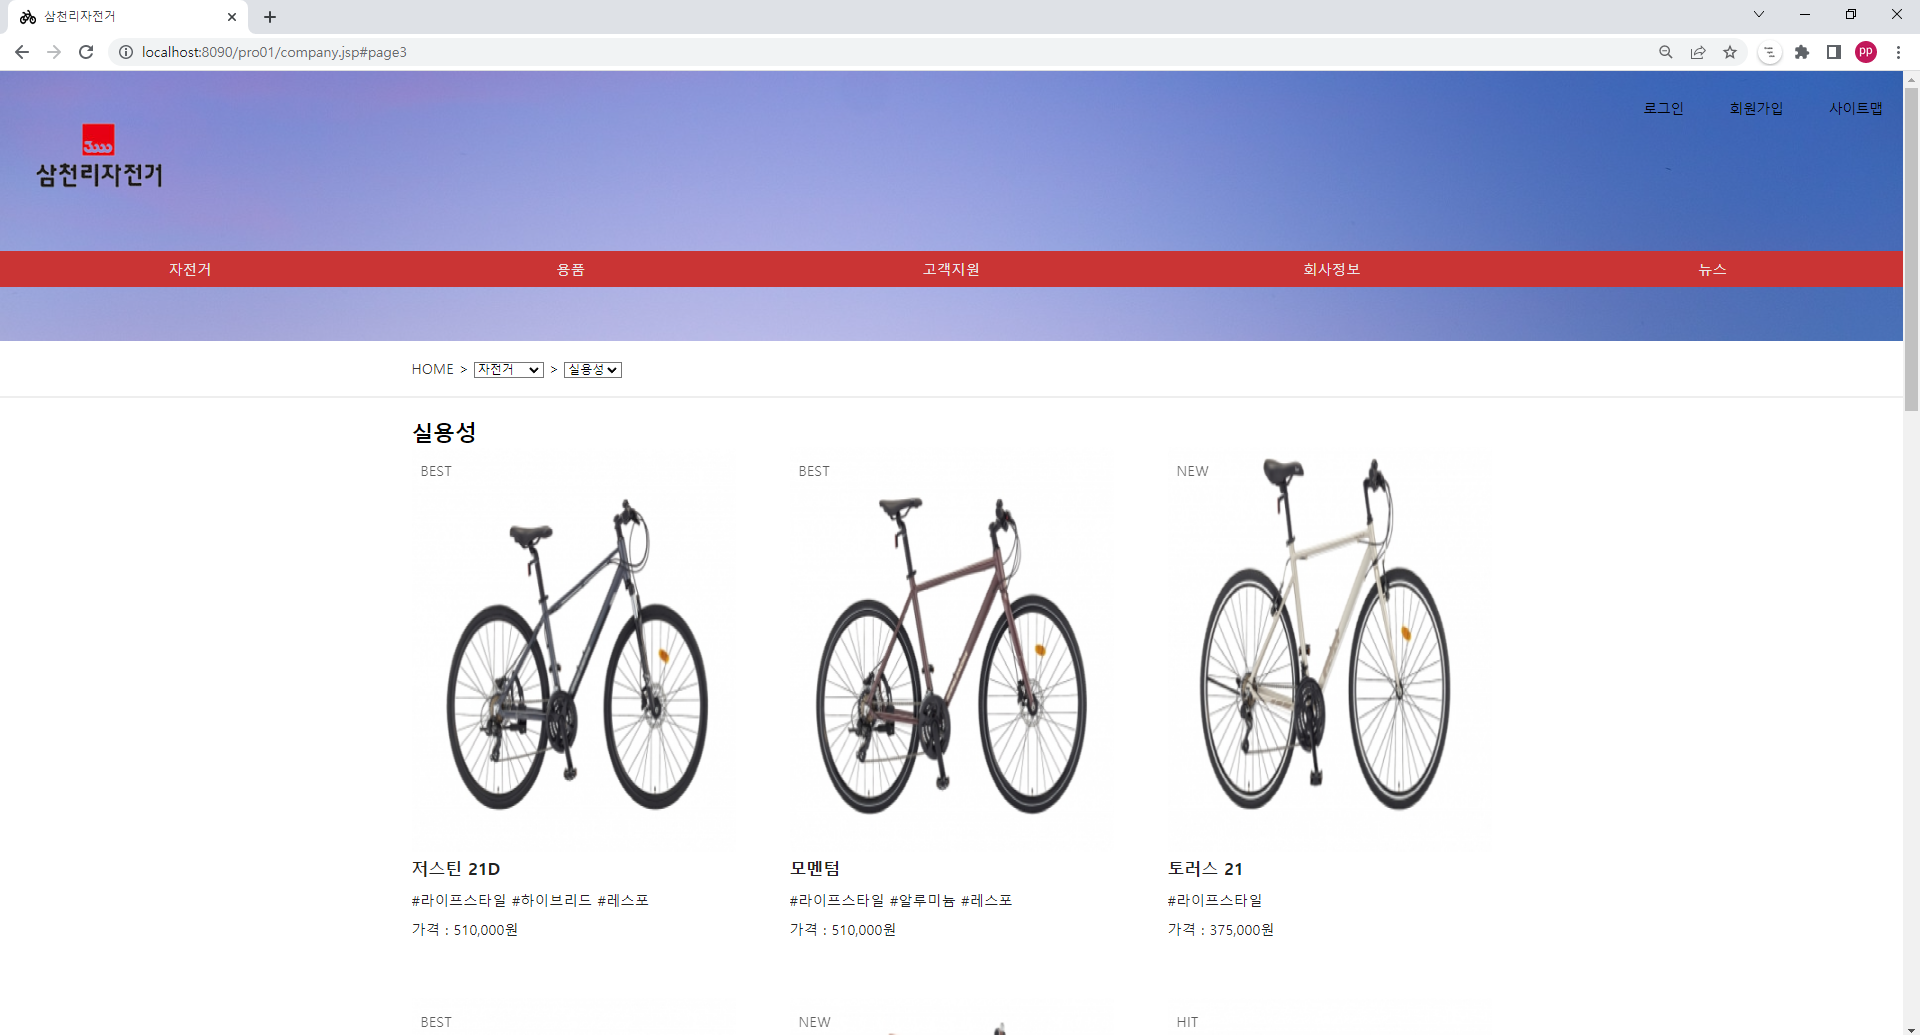 삼천리자전거
localhost:8090/pro01/company.jsp#page3
pp
로그인 회원가입 사이트맵
3000
삼천리자전거
자전거 용품 고객지원 회사정보 뉴스
HOME > 자전거 > 실용성
실용성
BEST BEST NEW
저스틴 21D 모멘텀 토러스 21
#라이프스타일 #하이브리드 #레스포 #라이프스타일 #알루미늄 #레스포 #라이프스타일
가격 : 510,000원 가격 : 510,000원 가격 : 375,000원
BEST NEW HIT